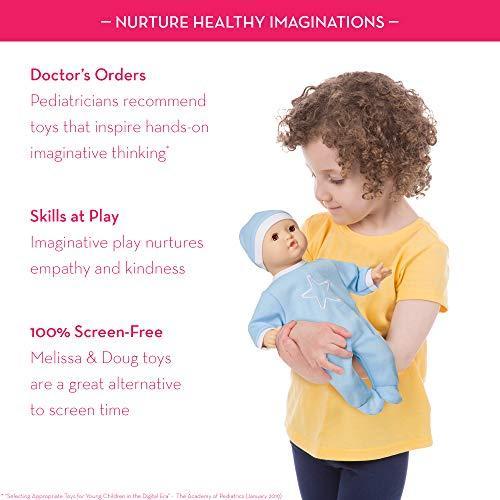 — NURTURE HEALTHY IMAGINATIONS —
Doctor's Orders
Pediatricians recommend
toys that inspire hands-on
imaginative thinking*
Skills at Play
Imaginative play nurtures
empathy and kindness
100% Screen-Free
Melissa & Doug toys
are a great alternative
to screen time
* "Selecting Appropriate Toys for Young Children in the Digital Era" - The Academy of Pediatrics (January 2019)